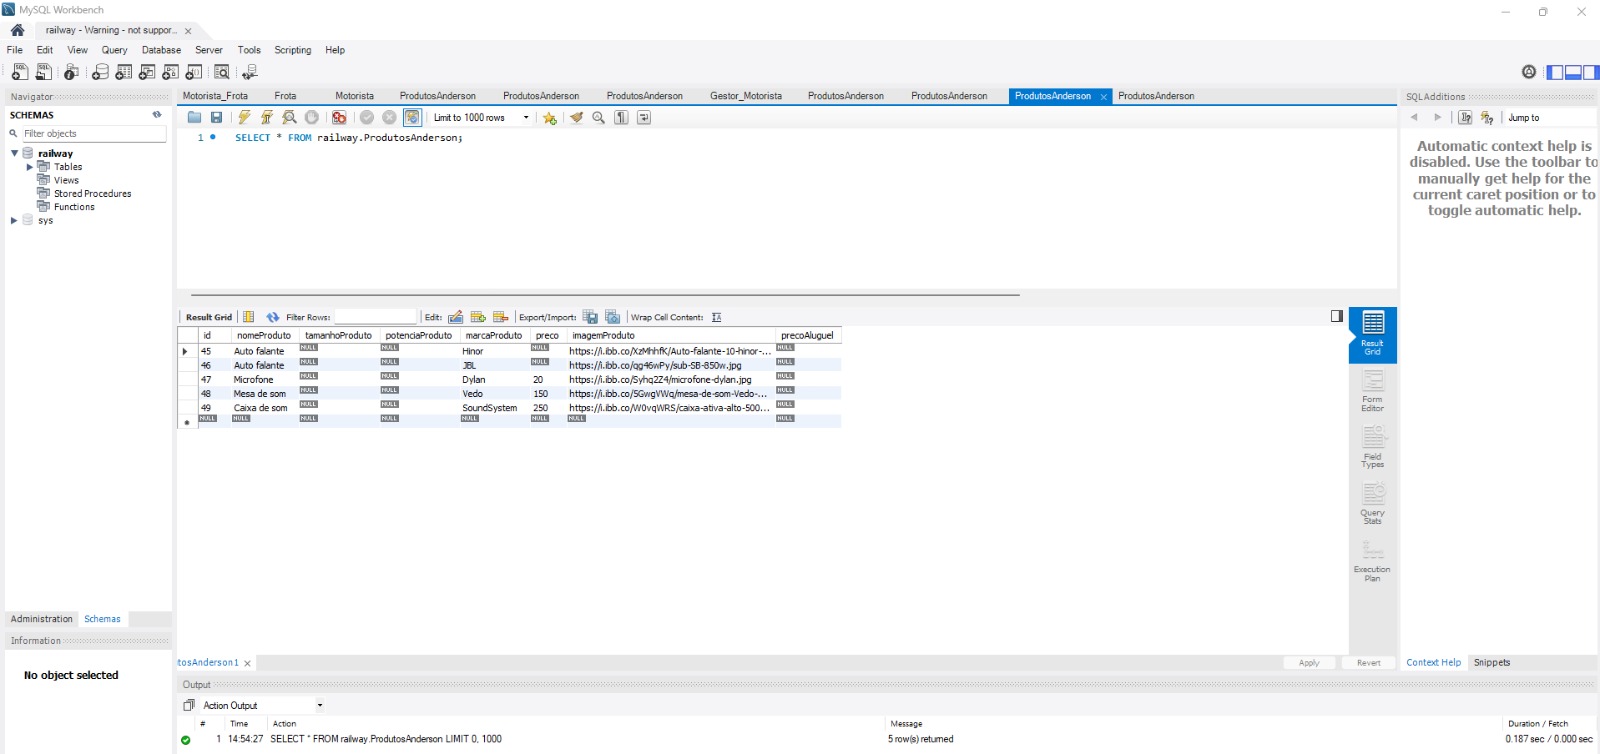 MySQL Workbench
railway - Warning - not suppor...
File Edit View Query Database Server Tools Scripting Help
Navigator
SCHEMAS
Filter objects
railway
Tables
Views
Stored Procedures
Functions
sys
Administration Schemas
Information
No object selected
Motorista_Frota Frota Motorista ProdutosAnderson ProdutosAnderson ProdutosAnderson Gestor_Motorista ProdutosAnderson ProdutosAnderson ProdutosAnderson ProdutosAnderson
Limit to 1000 rows
1 SELECT * FROM railway.ProdutosAnderson;
Result Grid Filter Rows: Edit: Export/Import: Wrap Cell Content:
id nomeProduto tamanhoProduto potenciaProduto marcaProduto preco imagemProduto precoAluguel
45 Auto falante NULL NULL Hinor NULL https://i.ibb.co/XzMhhfK/Auto-falante-10-hinor-... NULL
46 Auto falante NULL NULL JBL NULL https://i.ibb.co/qg46wPy/sub-SB-850w.jpg NULL
47 Microfone NULL NULL Dylan 20 https://i.ibb.co/Syhq2Z4/microfone-dylan.jpg NULL
48 Mesa de som NULL NULL Vedo 150 https://i.ibb.co/5GwgVWq/mesa-de-som-Vedo-... NULL
49 Caixa de som NULL NULL SoundSystem 250 https://i.ibb.co/W0vqWRS/caixa-ativa-alto-500... NULL
NULL NULL NULL NULL NULL NULL NULL NULL
Result Grid
Form Editor
Field Types
Query Stats
Execution Plan
tosAnderson1
Apply Revert
SQLAdditions
Jump to
Automatic context help is
disabled. Use the toolbar to
manually get help for the
current caret position or to
toggle automatic help.
Context Help Snippets
Output
Action Output
# Time Action Message Duration / Fetch
1 14:54:27 SELECT * FROM railway.ProdutosAnderson LIMIT 0, 1000 5 row(s) returned 0.187 sec / 0.000 sec